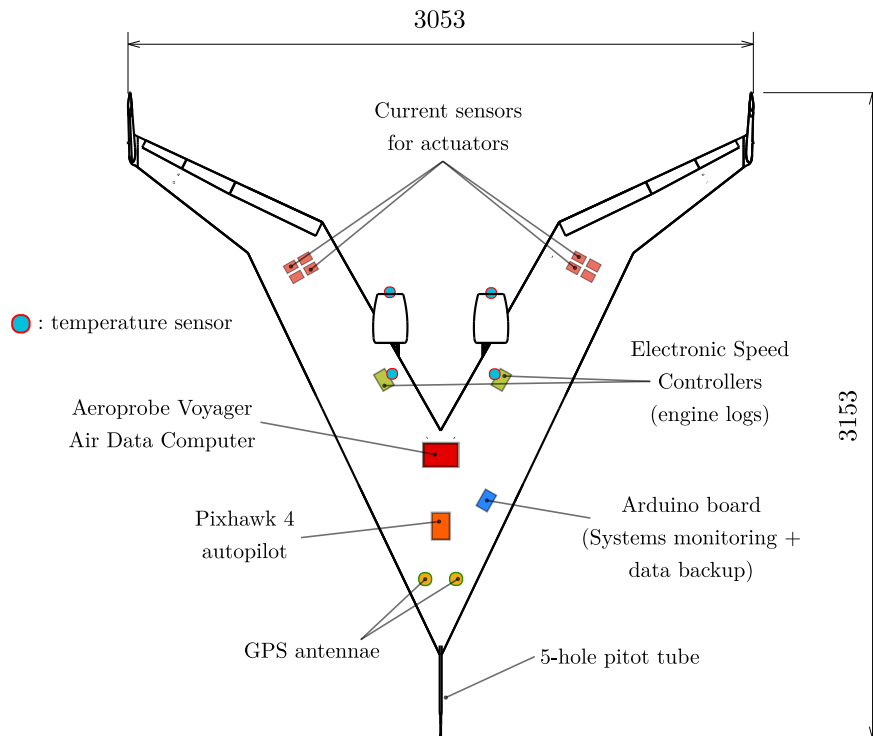 3053
Current sensors
for actuators
: temperature sensor
Electronic Speed
Controllers
(engine logs)
Aeroprobe Voyager
Air Data Computer
3153
Pixhawk 4
autopilot
Arduino board
(Systems monitoring +
data backup)
GPS antennae
5-hole pitot tube